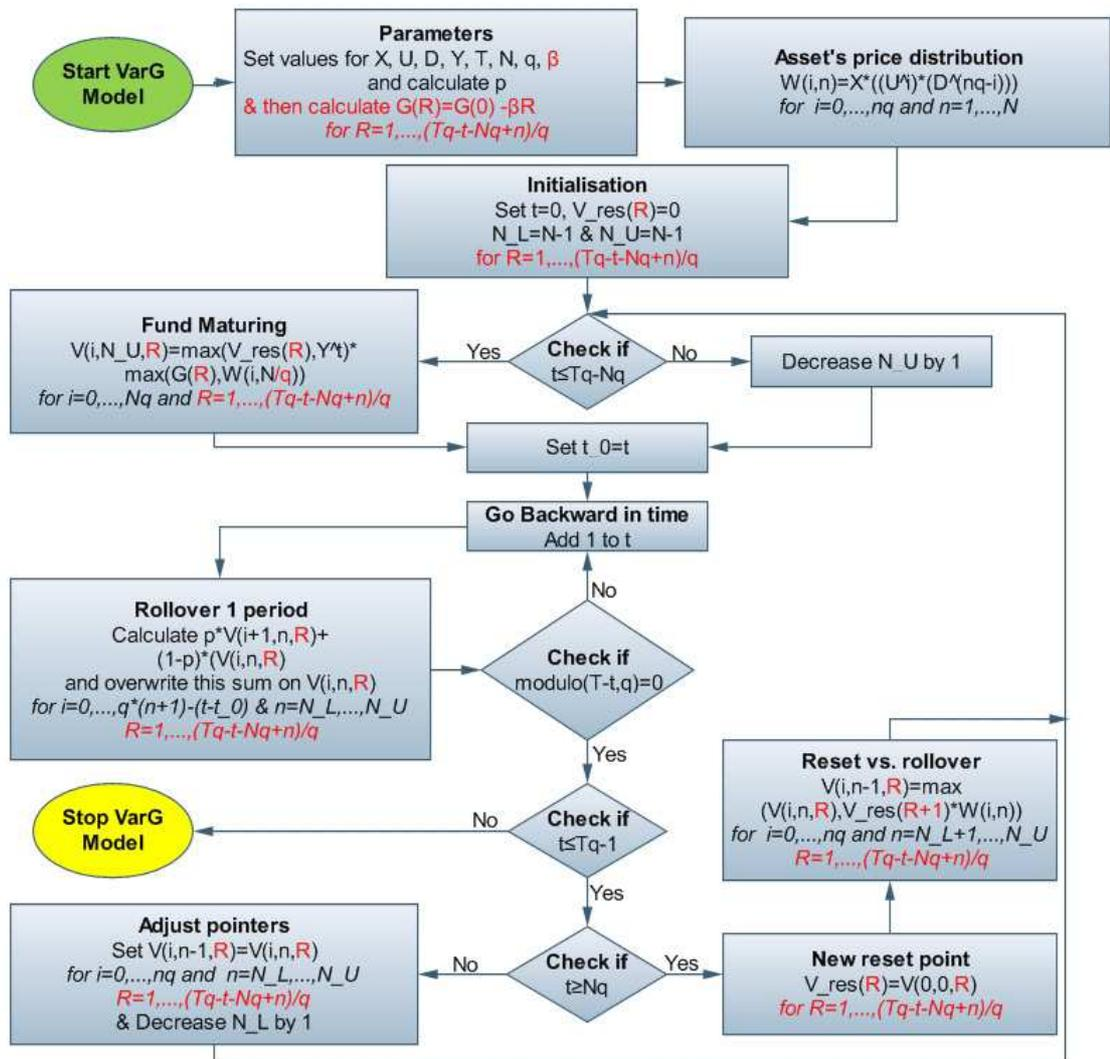 Start VarG
Model
Parameters
Set values for X, U, D, Y, T, N, q, β
and calculate p
& then calculate G(R)=G(0) -βR
for R=1,...,(Tq-t-Nq+n)/q
Asset's price distribution
W(i,n)=X*((U^i)*(D^(nq-i)))
for i=0,...,nq and n=1,...,N
Initialisation
Set t=0, V_res(R)=0
N_L=N-1 & N_U=N-1
for R=1,...,(Tq-t-Nq+n)/q
Fund Maturing
V(i,N_U,R)=max(V_res(R),Y^t)*
max(G(R),W(i,N/q))
for i=0,...,Nq and R=1,...,(Tq-t-Nq+n)/q
Yes
Check if
t≤Tq-Nq
No
Decrease N_U by 1
Set t_0=t
Go Backward in time
Add 1 to t
No
Rollover 1 period
Calculate p*V(i+1,n,R)+
(1-p)*(V(i,n,R)
and overwrite this sum on V(i,n,R)
for i=0,...,q*(n+1)-(t-t_0) & n=N_L,...,N_U
R=1,...,(Tq-t-Nq+n)/q
Check if
modulo(T-t,q)=0
Yes
Stop VarG
Model
No
Check if
t≤Tq-1
Yes
Reset vs. rollover
V(i,n-1,R)=max
(V(i,n,R),V_res(R+1)*W(i,n))
for i=0,...,nq and n=N_L+1,...,N_U
R=1,...,(Tq-t-Nq+n)/q
Adjust pointers
Set V(i,n-1,R)=V(i,n,R)
for i=0,...,nq and n=N_L,...,N_U
R=1,...,(Tq-t-Nq+n)/q
& Decrease N_L by 1
No
Check if
t≥Nq
Yes
New reset point
V_res(R)=V(0,0,R)
for R=1,...,(Tq-t-Nq+n)/q